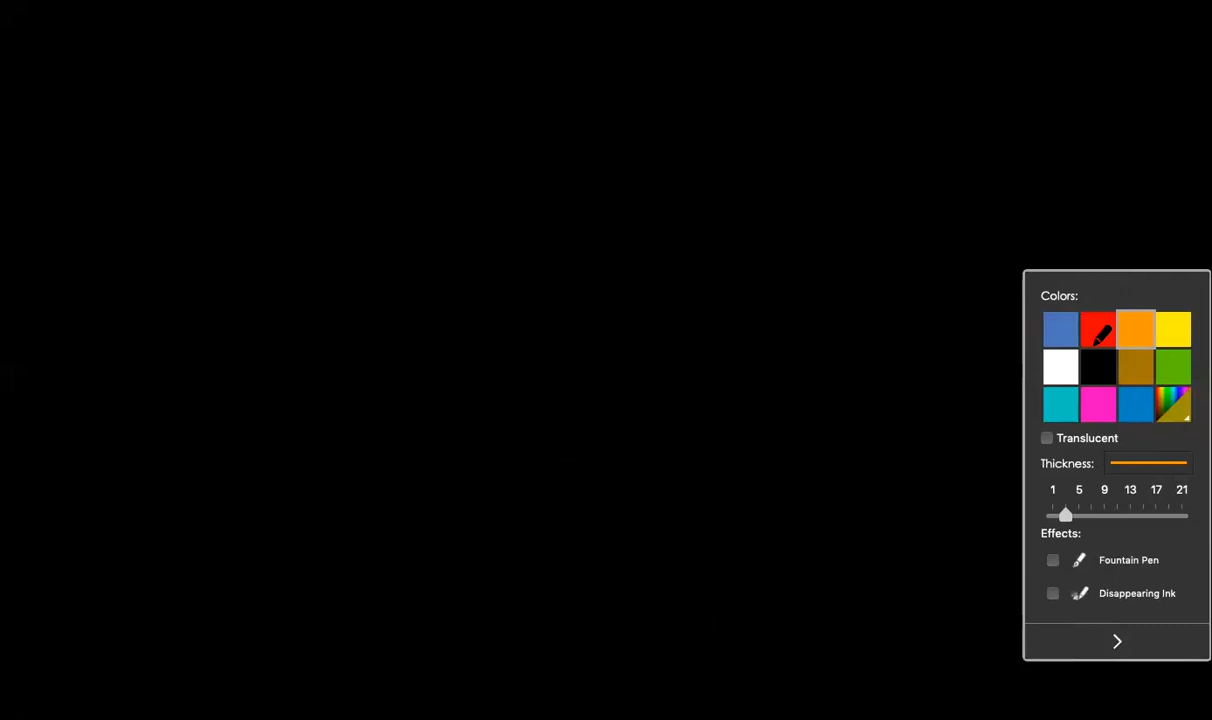 Colors:
Translucent
Thickness:
1 5 9 13 17 21
Effects:
Fountain Pen
Disappearing Ink